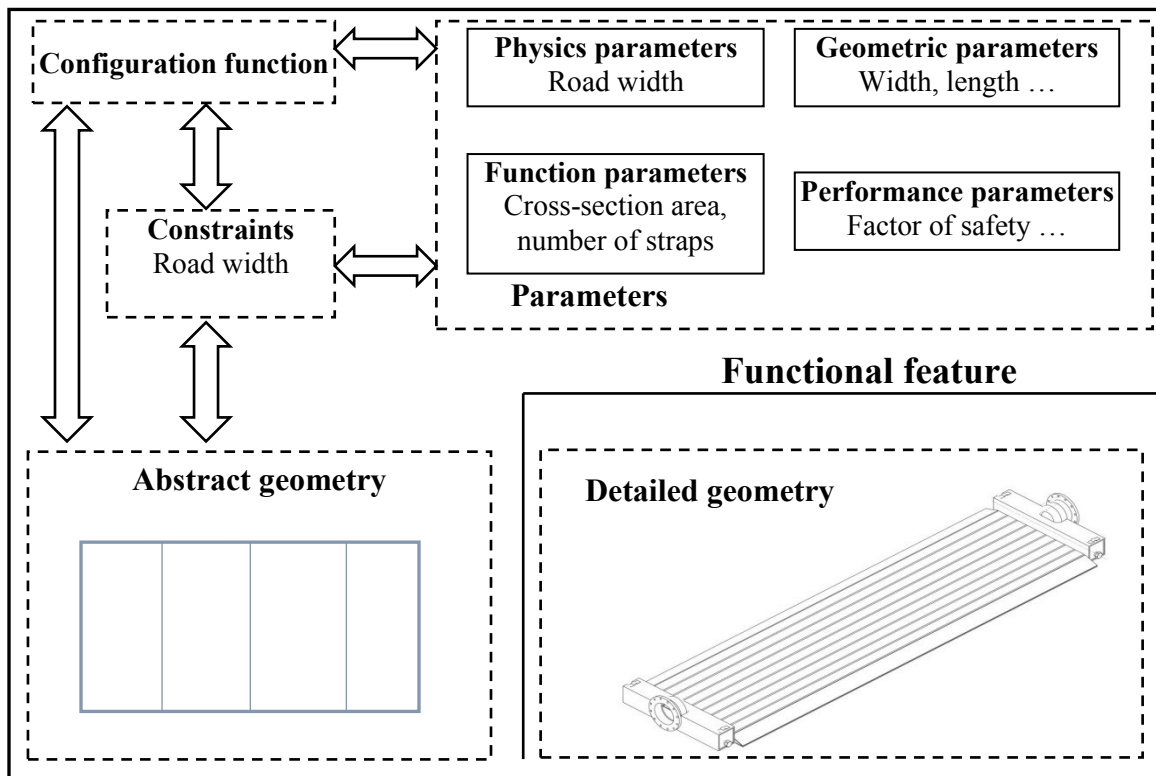 Configuration function
Physics parameters
Road width
Geometric parameters
Width, length …
Function parameters
Cross-section area,
number of straps
Performance parameters
Factor of safety …
Parameters
Constraints
Road width
Functional feature
Abstract geometry
Detailed geometry